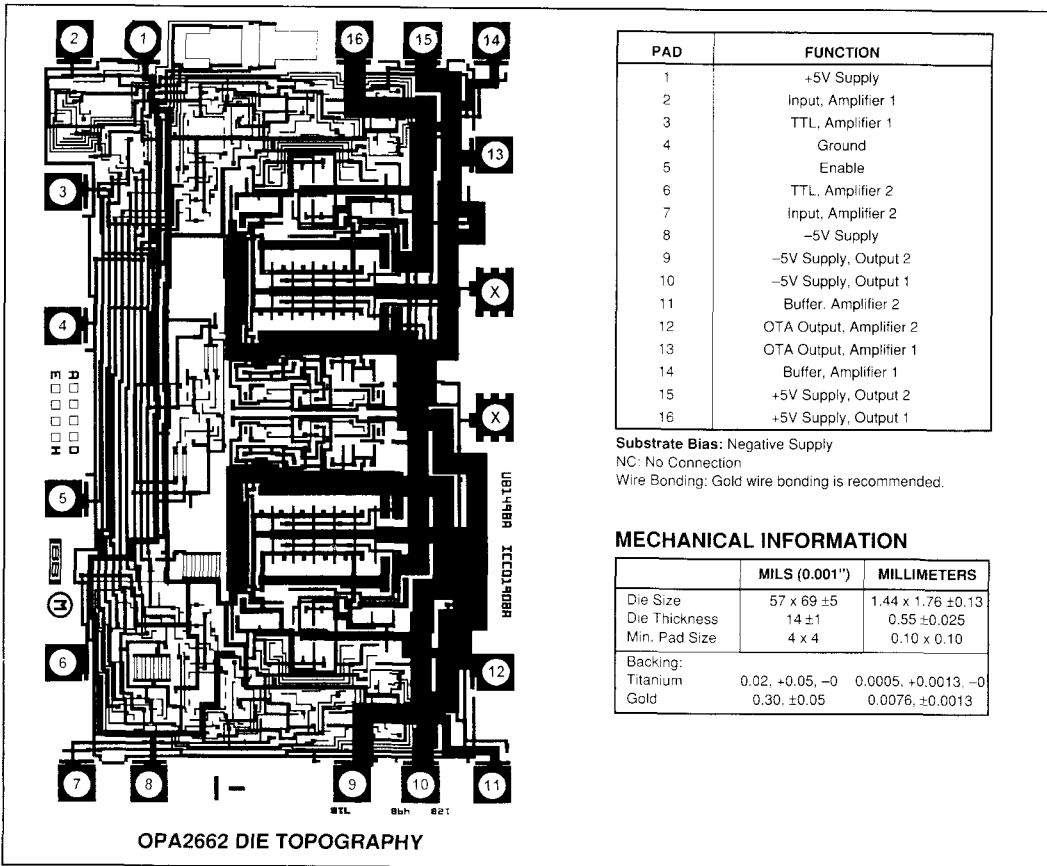 2
1
16
15
14
13
3
X
4
X
5
6
12
7
8
9
10
11
OPA2662 DIE TOPOGRAPHY
PAD FUNCTION
1 +5V Supply
2 Input, Amplifier 1
3 TTL, Amplifier 1
4 Ground
5 Enable
6 TTL, Amplifier 2
7 Input, Amplifier 2
8 –5V Supply
9 –5V Supply, Output 2
10 –5V Supply, Output 1
11 Buffer. Amplifier 2
12 OTA Output, Amplifier 2
13 OTA Output, Amplifier 1
14 Buffer, Amplifier 1
15 +5V Supply, Output 2
16 +5V Supply, Output 1
Substrate Bias: Negative Supply
NC: No Connection
Wire Bonding: Gold wire bonding is recommended.
MECHANICAL INFORMATION
MILS (0.001") MILLIMETERS
Die Size 57 x 69 ±5 1.44 x 1.76 ±0.13
Die Thickness 14 ±1 0.55 ±0.025
Min. Pad Size 4 x 4 0.10 x 0.10
Backing:
Titanium 0.02, +0.05, –0 0.0005, +0.0013, –0
Gold 0.30, ±0.05 0.0076, ±0.0013